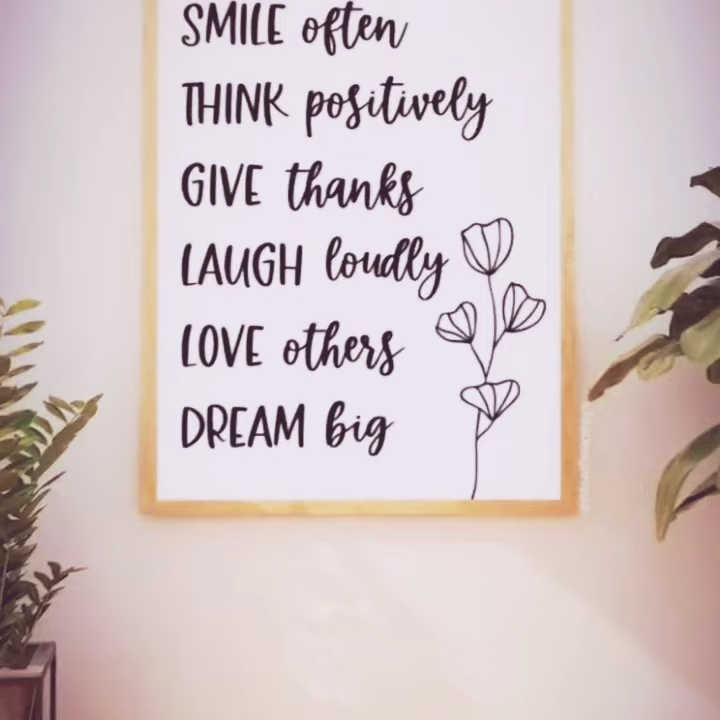 SMILE often
THINK positively
GIVE thanks
LAUGH loudly
LOVE others
DREAM big